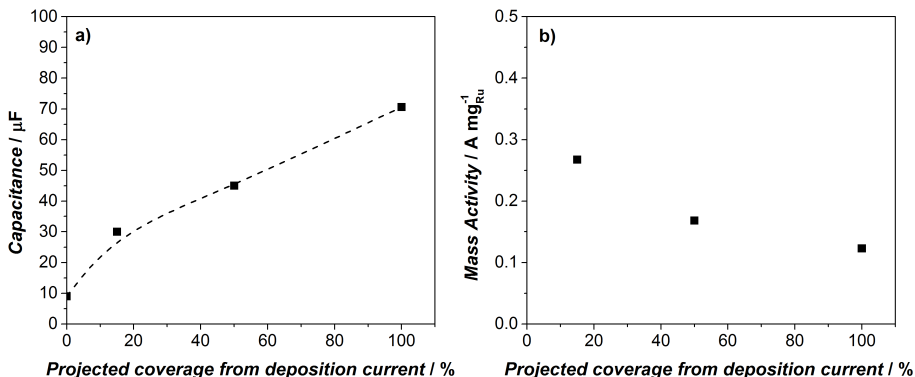 a)
Capacitance / μF
100
90
80
70
60
50
40
30
20
10
0
0 20 40 60 80 100
Projected coverage from deposition current / %
b)
Mass Activity / A mg⁻¹Ru
0.5
0.4
0.3
0.2
0.1
0.0
0 20 40 60 80 100
Projected coverage from deposition current / %